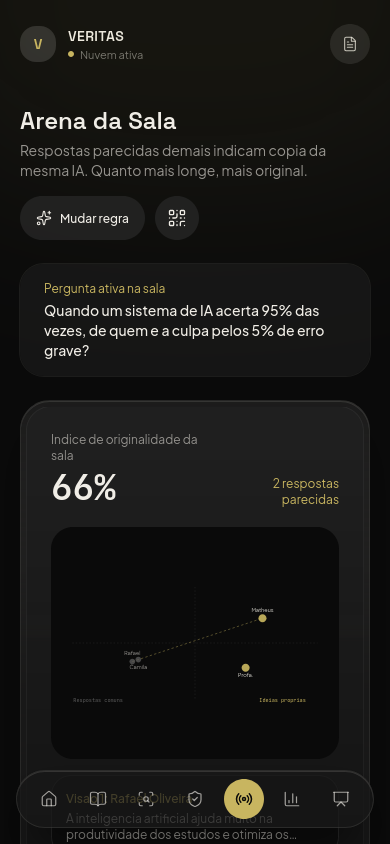 V
VERITAS
Nuvem ativa
Arena da Sala
Respostas parecidas demais indicam copia da
mesma IA. Quanto mais longe, mais original.
Mudar regra
Pergunta ativa na sala
Quando um sistema de IA acerta 95% das
vezes, de quem e a culpa pelos 5% de erro
grave?
Indice de originalidade da
sala
66%
2 respostas
parecidas
Matheus
Rafael
Camila
Profa.
Respostas comuns
Ideias proprias
Visao: Rafael Oliveira
A inteligencia artificial ajuda muito na
produtividade dos estudos e otimiza os...